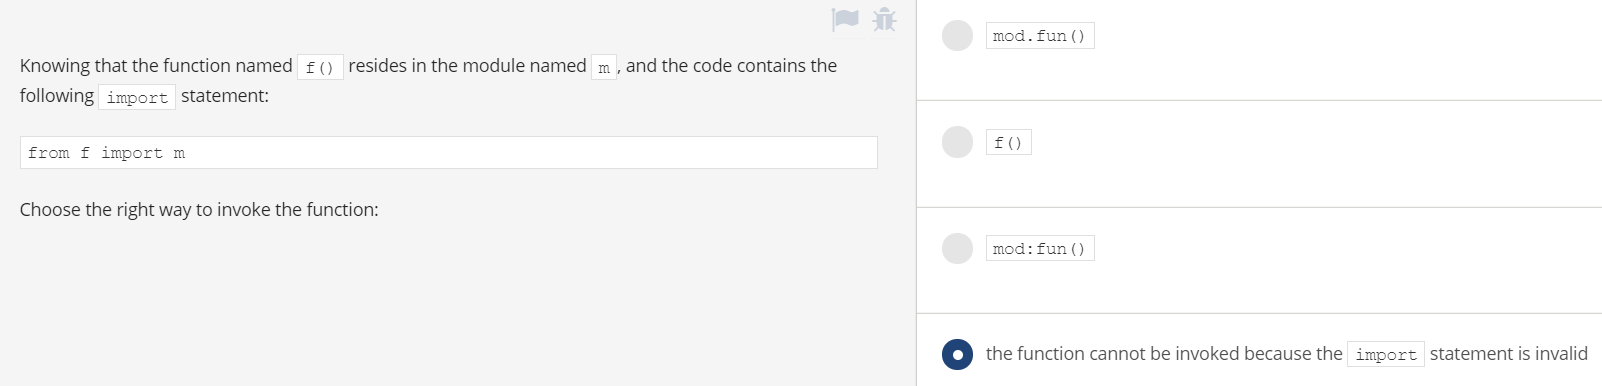 Knowing that the function named f() resides in the module named m, and the code contains the
following import statement:
from f import m
Choose the right way to invoke the function:
mod.fun()
f()
mod:fun()
the function cannot be invoked because the import statement is invalid